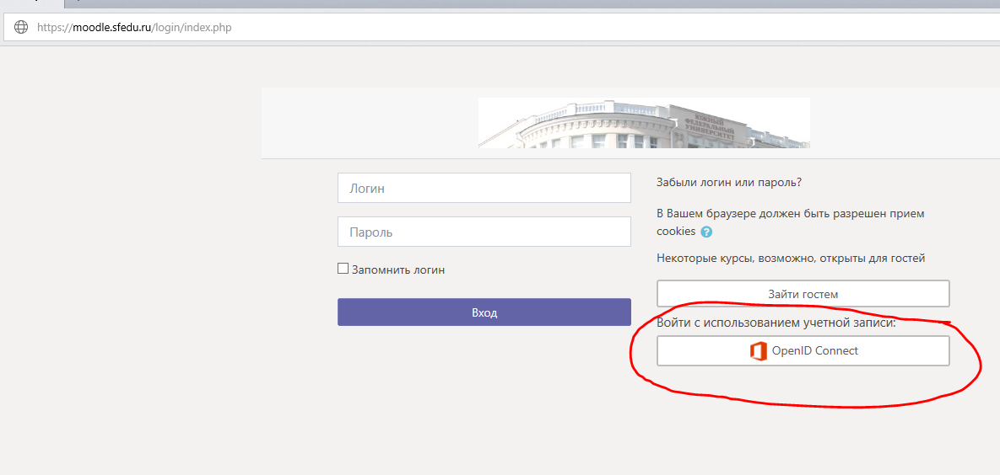 https://moodle.sfedu.ru/login/index.php
ЮЖНЫЙ
ФЕДЕРАЛЬНЫЙ
УНИВЕРСИТЕТ
Логин
Пароль
Запомнить логин
Вход
Забыли логин или пароль?
В Вашем браузере должен быть разрешен прием
cookies ?
Некоторые курсы, возможно, открыты для гостей
Зайти гостем
Войти с использованием учетной записи:
OpenID Connect